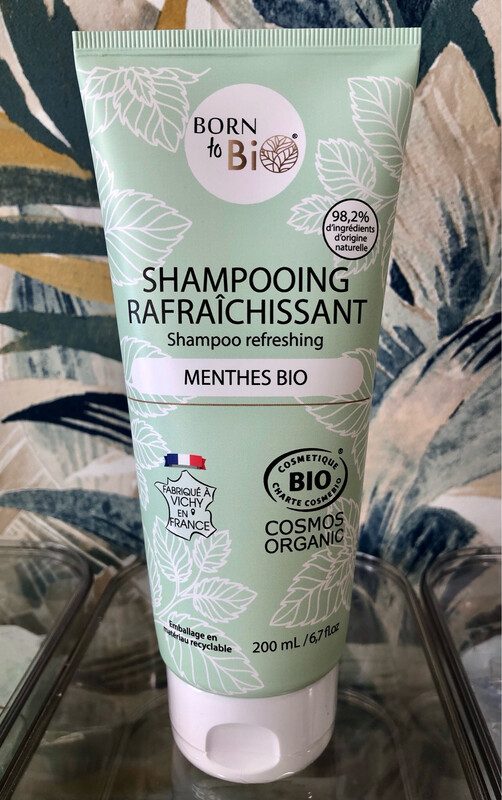 BORN
to Bio®
98,2%
d'ingrédients
d'origine
naturelle
SHAMPOOING
RAFRAÎCHISSANT
Shampoo refreshing
MENTHES BIO
FABRIQUÉ À
VICHY
EN
FRANCE
COSMETIQUE
BIO
CHARTE COSMEBIO
COSMOS
ORGANIC
Emballage en
matériau recyclable
200 mL / 6,7 fl.oz